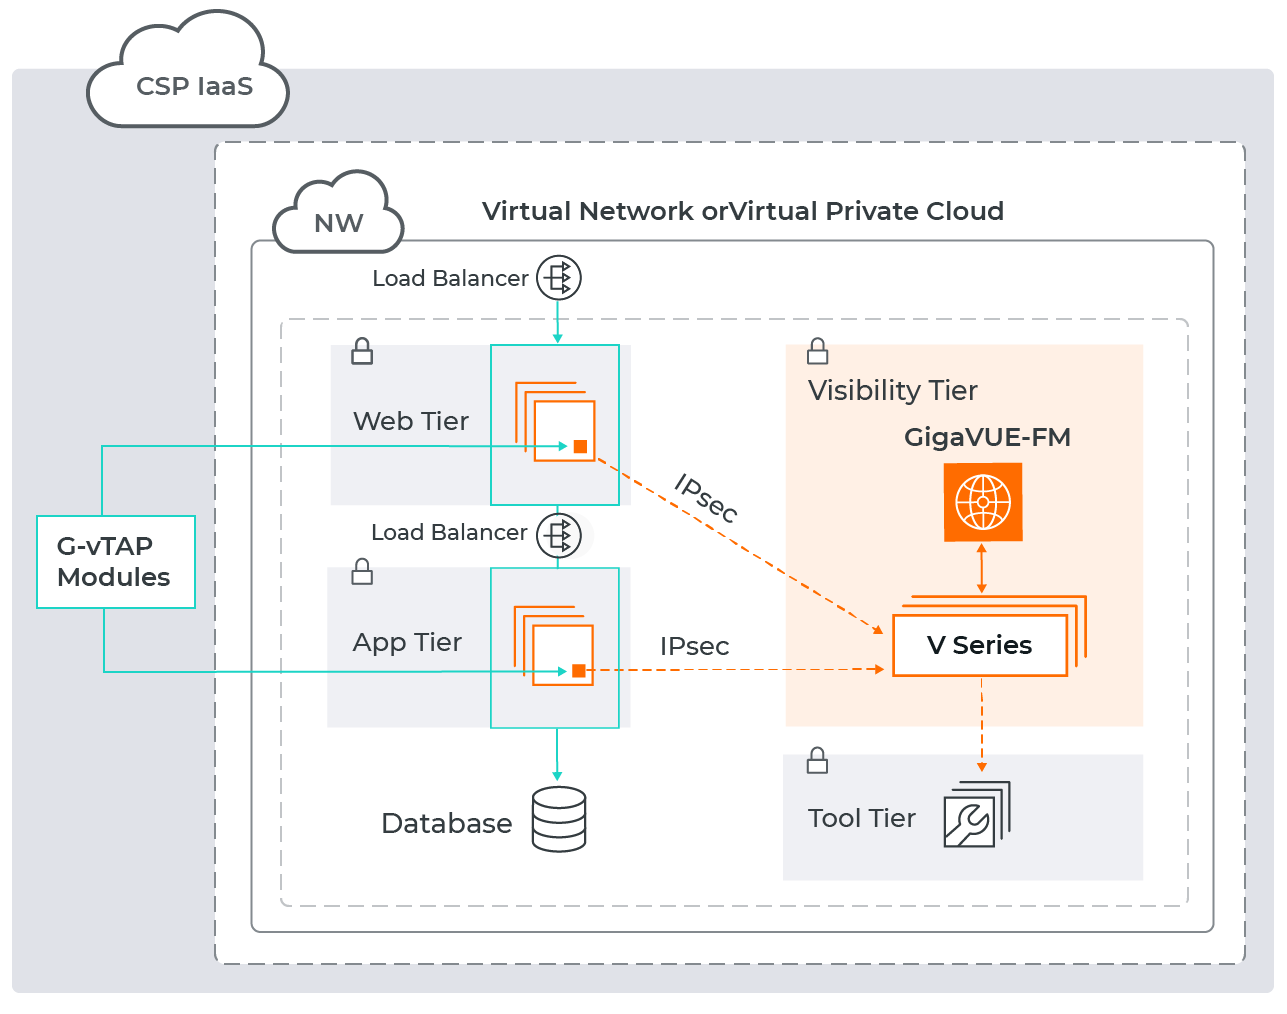 CSP IaaS
NW
Virtual Network orVirtual Private Cloud
Load Balancer
Web Tier
Visibility Tier
GigaVUE-FM
IPsec
Load Balancer
G-vTAP
Modules
App Tier
IPsec
V Series
Database
Tool Tier